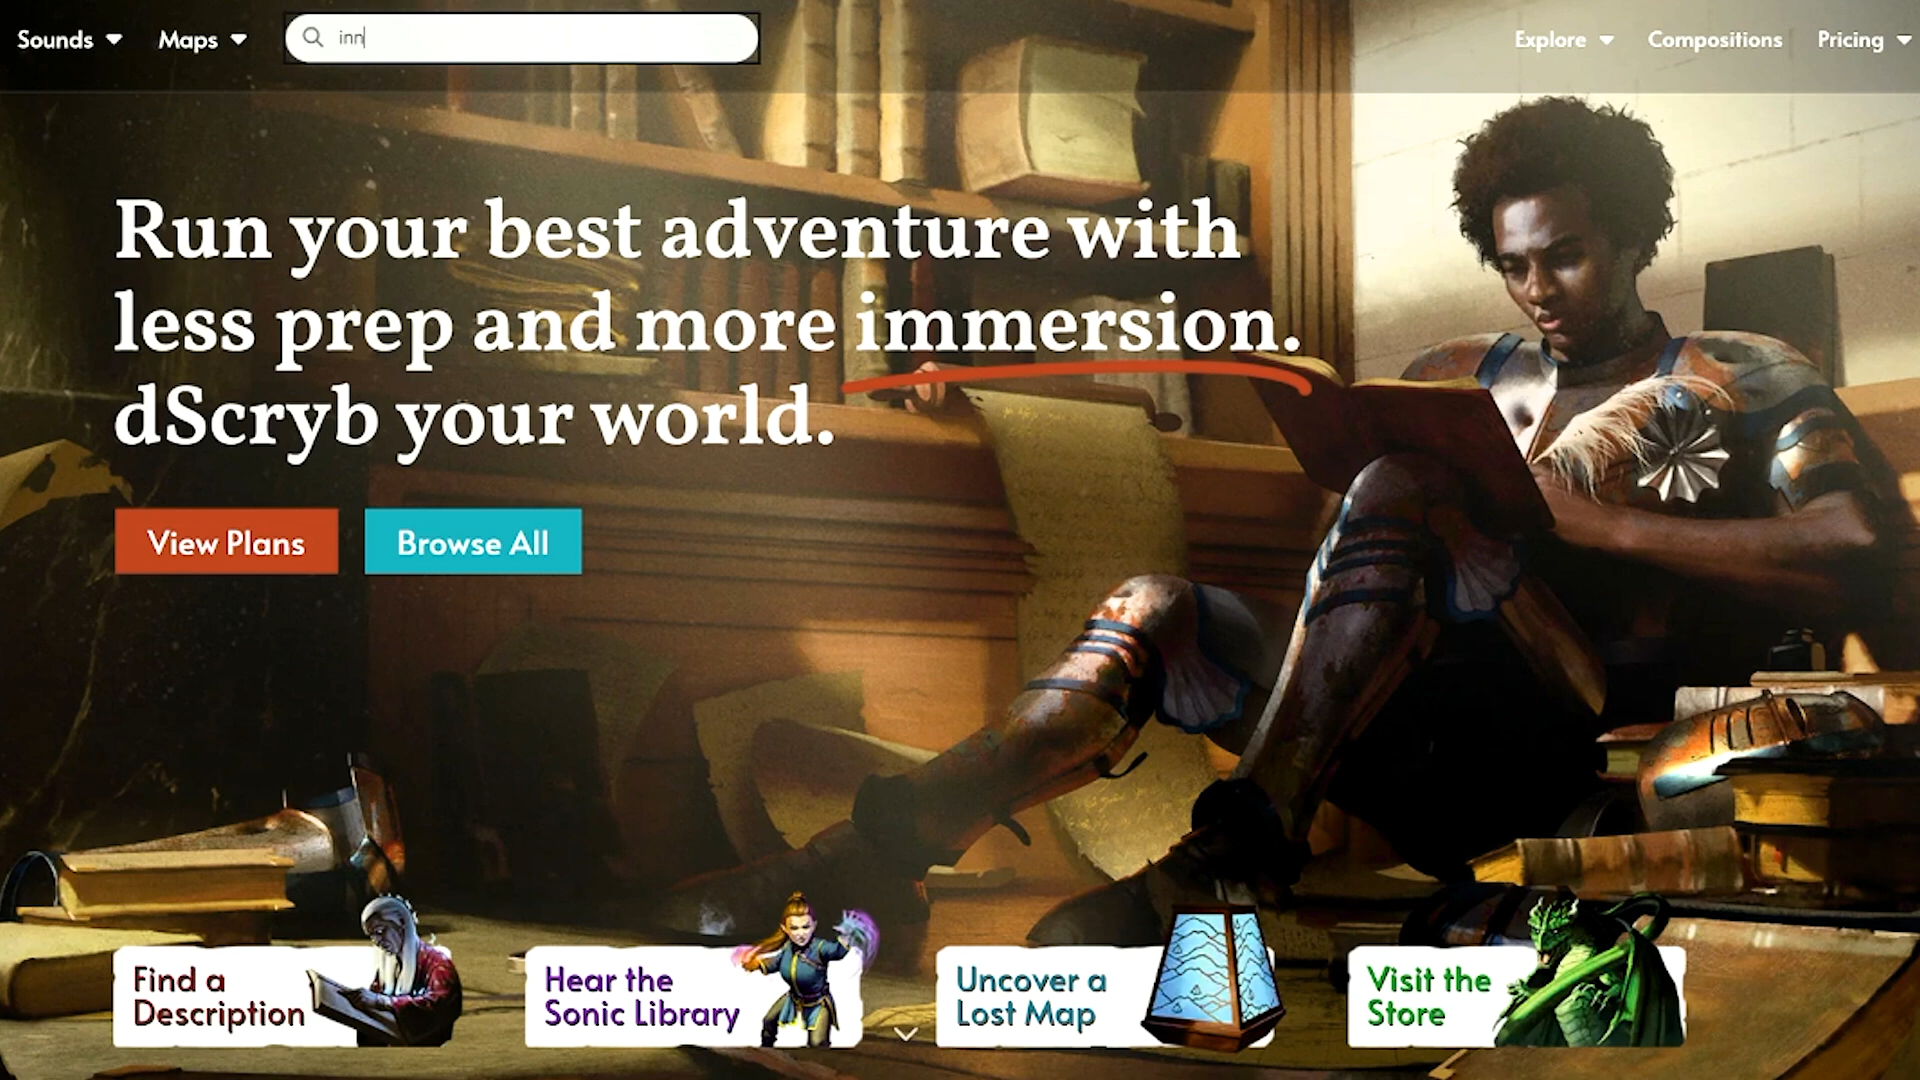 Sounds
Maps
inn
Explore
Compositions
Pricing
Run your best adventure with
less prep and more immersion.
dScryb your world.
View Plans
Browse All
Find a
Description
Hear the
Sonic Library
Uncover a
Lost Map
Visit the
Store